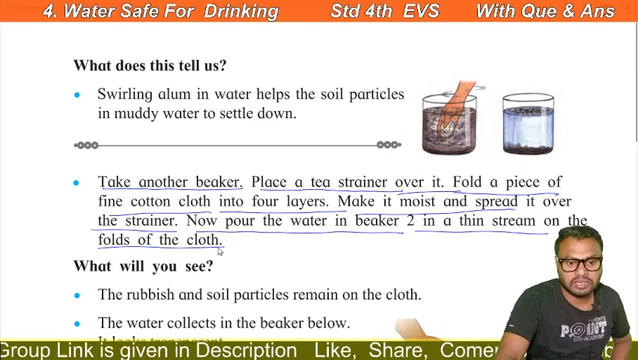 4. Water Safe For Drinking Std 4th EVS With Que & Ans
What does this tell us?
• Swirling alum in water helps the soil particles
in muddy water to settle down.
• Take another beaker. Place a tea strainer over it. Fold a piece of
fine cotton cloth into four layers. Make it moist and spread it over
the strainer. Now pour the water in beaker 2 in a thin stream on the
folds of the cloth.
What will you see?
• The rubbish and soil particles remain on the cloth.
• The water collects in the beaker below.
It looks transparent.
POINT
Group Link is given in Description Like, Share, Comment